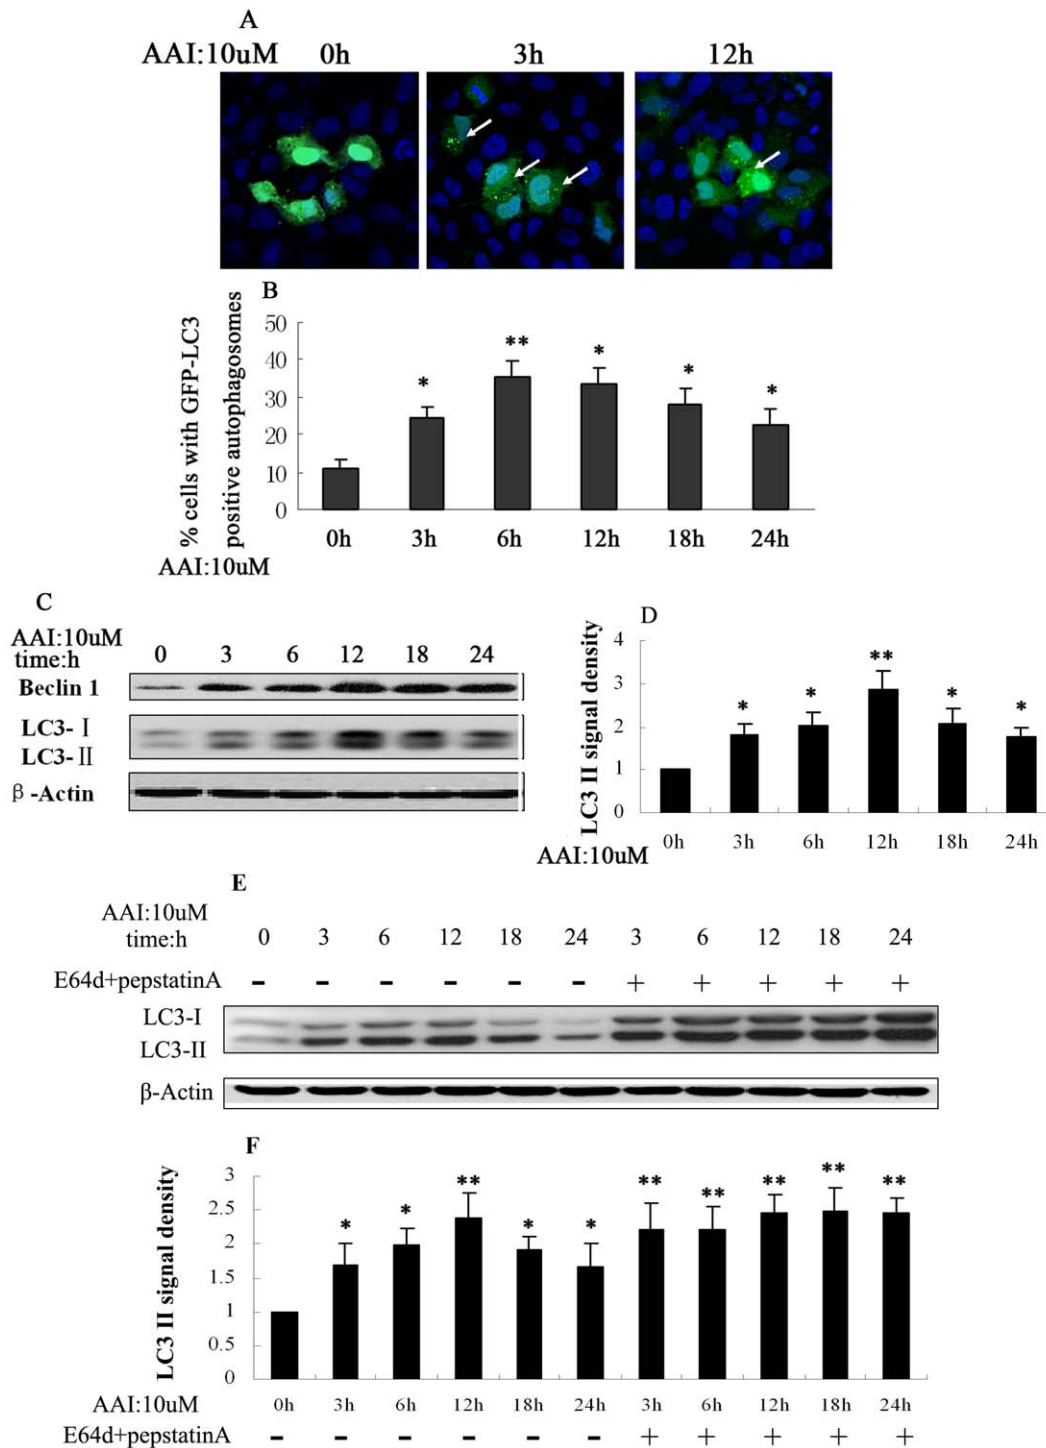 A
AAI:10uM 0h 3h 12h
B
% cells with GFP-LC3
positive autophagosomes
50
40
30
20
10
0
** 
* * * *
0h 3h 6h 12h 18h 24h
AAI:10uM
C
AAI:10uM
time:h 0 3 6 12 18 24
Beclin 1
LC3-Ⅰ
LC3-Ⅱ
β-Actin
D
LC3 II signal density
4
3
2
1
0
**
* * * *
0h 3h 6h 12h 18h 24h
AAI:10uM
E
AAI:10uM
time:h 0 3 6 12 18 24 3 6 12 18 24
E64d+pepstatinA - - - - - - + + + + +
LC3-I
LC3-II
β-Actin
F
LC3 II signal density
3
2.5
2
1.5
1
0.5
0
* * ** * * ** ** ** ** **
AAI:10uM 0h 3h 6h 12h 18h 24h 3h 6h 12h 18h 24h
E64d+pepstatinA - - - - - - + + + + +